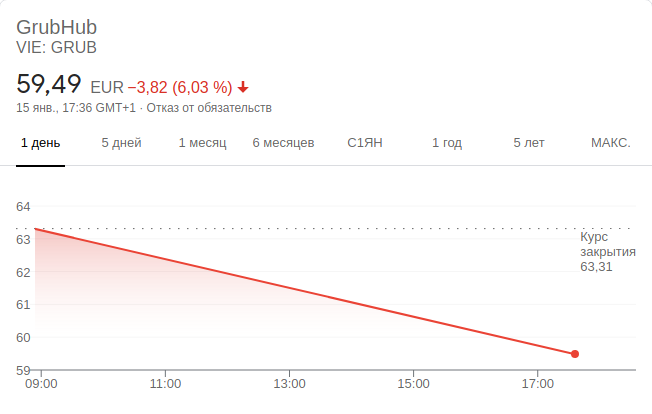 GrubHub
VIE: GRUB
59,49 EUR −3,82 (6,03 %)
15 янв., 17:36 GMT+1 · Отказ от обязательств
1 день 5 дней 1 месяц 6 месяцев С1ЯН 1 год 5 лет МАКС.
64
63
62
61
60
59
Курс
закрытия
63,31
09:00 11:00 13:00 15:00 17:00